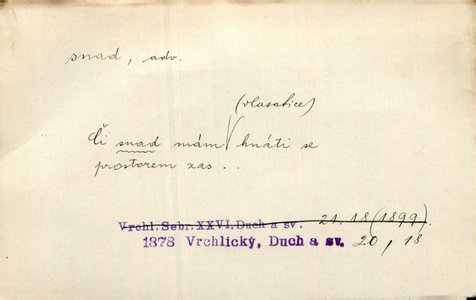 snad, adv.
(vlasatice)
Či snad mám V hnáti se
prostorem zas . .
Vrchl. Sebr. XXVI. Duch a sv. 21. 18 (1899).
1878 Vrchlický, Duch a sv. 20, 18